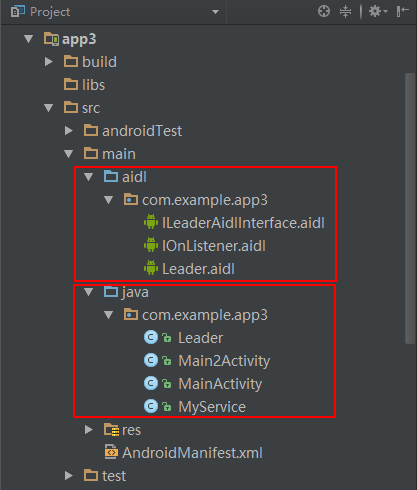 Project
app3
build
libs
src
androidTest
main
aidl
com.example.app3
ILeaderAidlInterface.aidl
IOnListener.aidl
Leader.aidl
java
com.example.app3
C Leader
C Main2Activity
C MainActivity
C MyService
res
AndroidManifest.xml
test